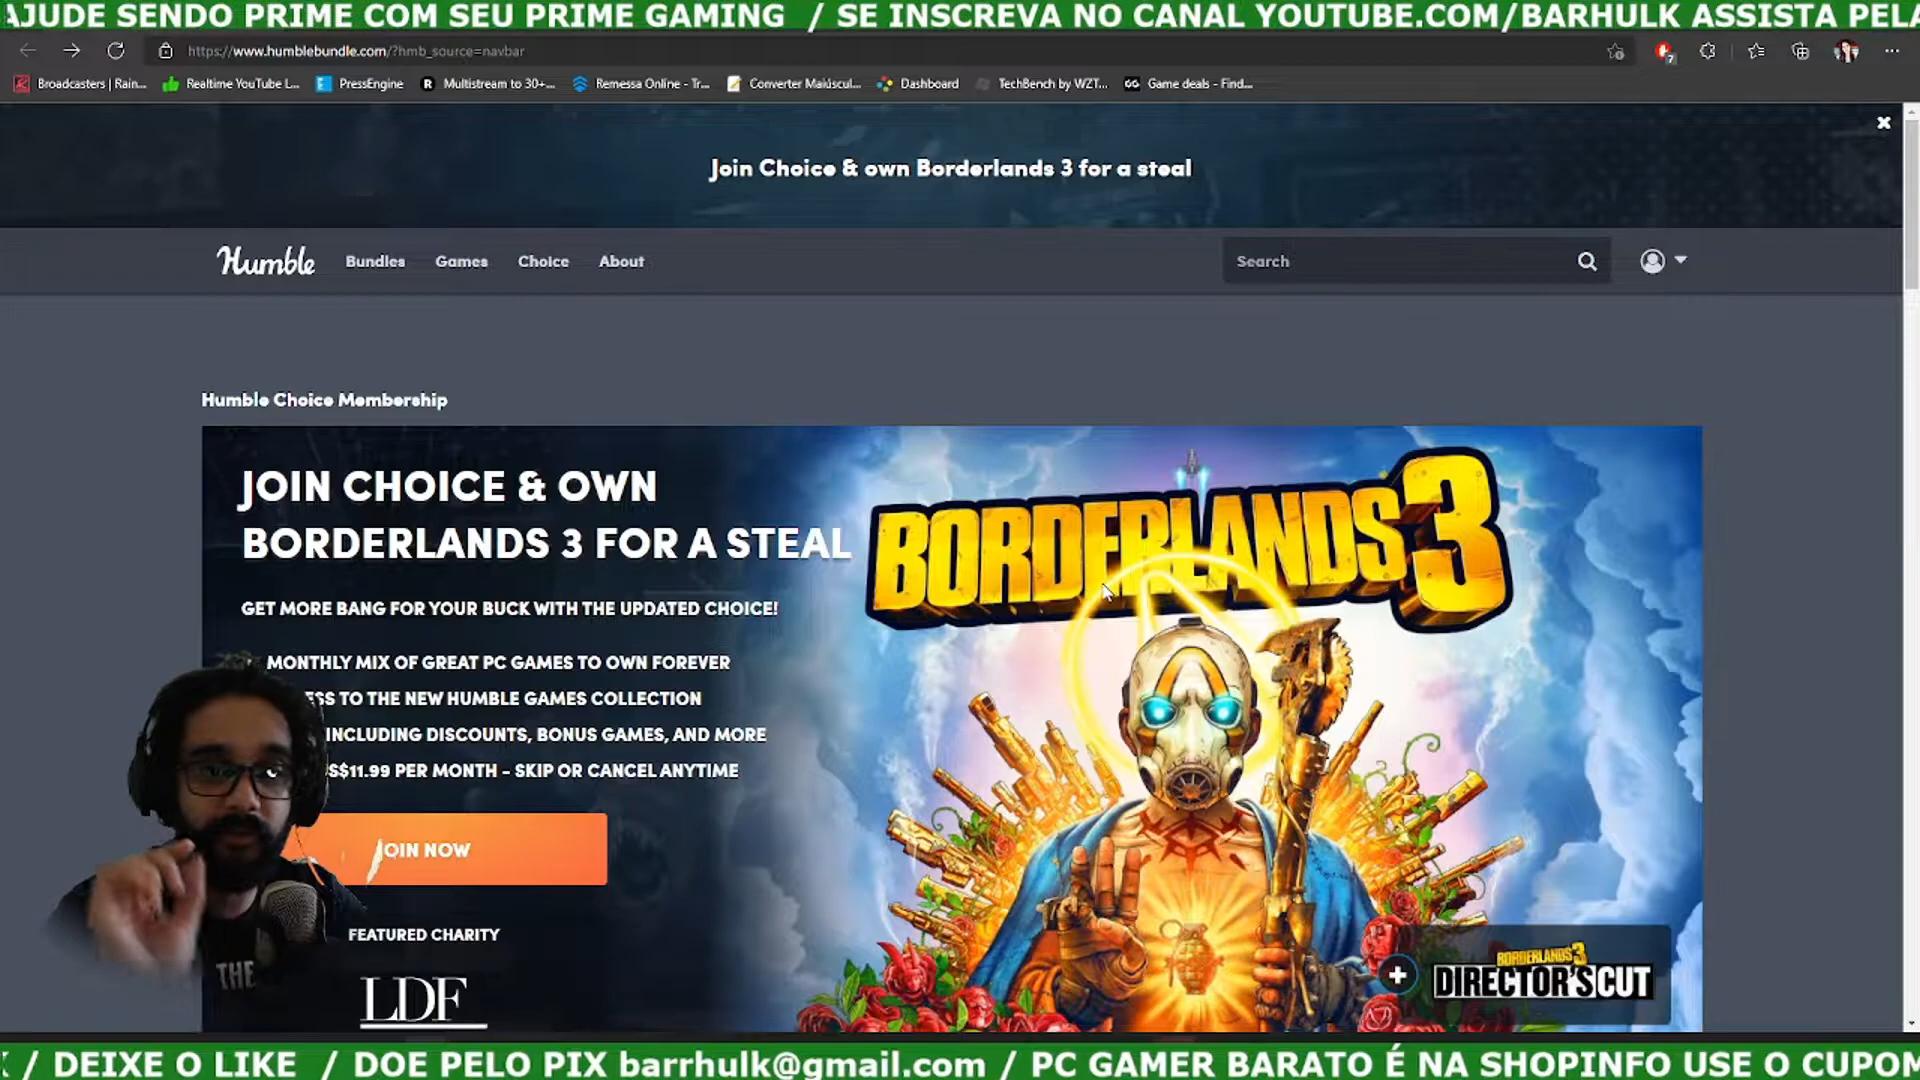 AJUDE SENDO PRIME COM SEU PRIME GAMING / SE INSCREVA NO CANAL YOUTUBE.COM/BARHULK ASSISTA PELA
https://www.humblebundle.com/?hmb_source=navbar
7
Broadcasters | Rain...
Realtime YouTube L...
PressEngine
Multistream to 30+...
Remessa Online - Tr...
Converter Maiúscul...
Dashboard
TechBench by WZT...
Game deals - Find...
Join Choice & own Borderlands 3 for a steal
Humble
Bundles
Games
Choice
About
Search
Humble Choice Membership
JOIN CHOICE & OWN
BORDERLANDS 3 FOR A STEAL
GET MORE BANG FOR YOUR BUCK WITH THE UPDATED CHOICE!
MONTHLY MIX OF GREAT PC GAMES TO OWN FOREVER
ESS TO THE NEW HUMBLE GAMES COLLECTION
INCLUDING DISCOUNTS, BONUS GAMES, AND MORE
S$11.99 PER MONTH - SKIP OR CANCEL ANYTIME
JOIN NOW
FEATURED CHARITY
LDF
THE
BORDERLANDS 3
BORDERLANDS 3
DIRECTOR'S CUT
/ DEIXE O LIKE / DOE PELO PIX barrhulk@gmail.com / PC GAMER BARATO É NA SHOPINFO USE O CUPOM